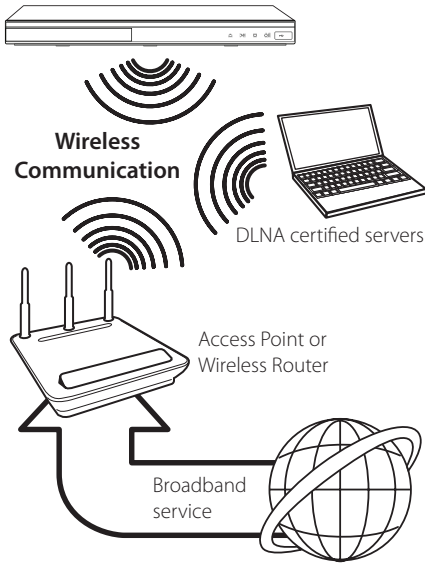 Wireless
Communication
DLNA certified servers
Access Point or
Wireless Router
Broadband
service